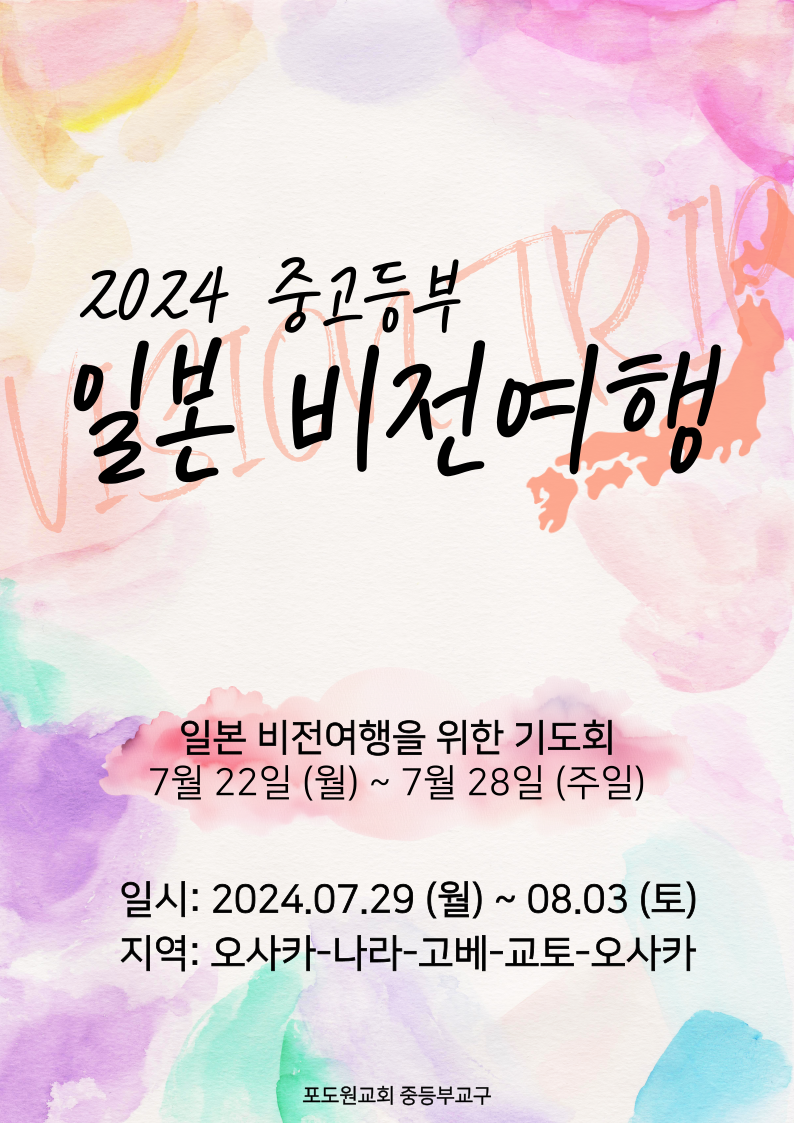 VISION TRIP
2024 중고등부
일본 비전여행
일본 비전여행을 위한 기도회
7월 22일 (월) ~ 7월 28일 (주일)
일시: 2024.07.29 (월) ~ 08.03 (토)
지역: 오사카-나라-고베-교토-오사카
포도원교회 중등부교구